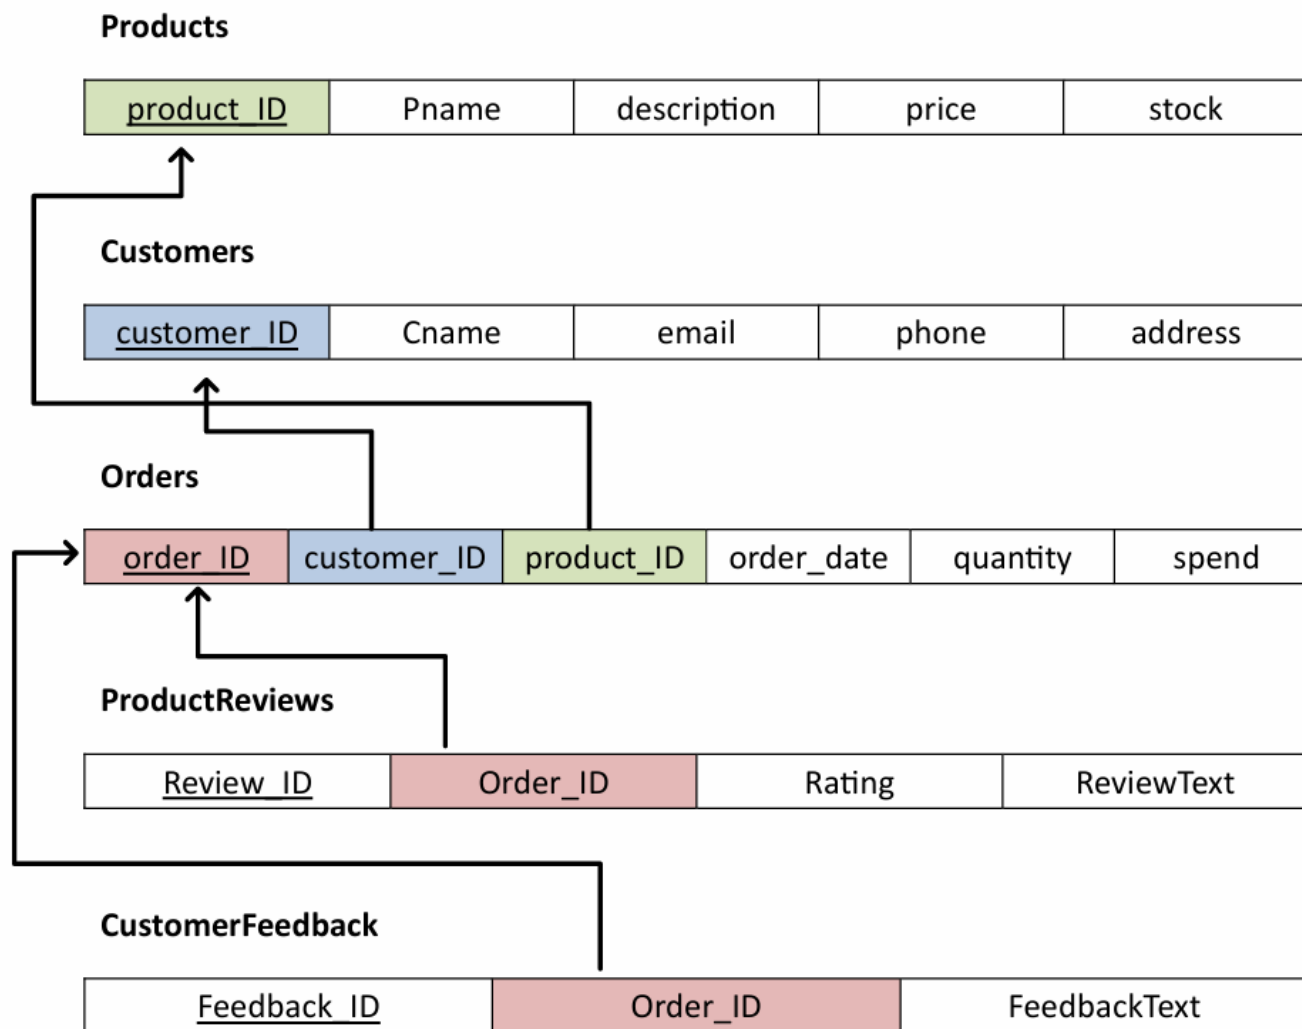 Products
product_ID Pname description price stock
Customers
customer_ID Cname email phone address
Orders
order_ID customer_ID product_ID order_date quantity spend
ProductReviews
Review_ID Order_ID Rating ReviewText
CustomerFeedback
Feedback_ID Order_ID FeedbackText